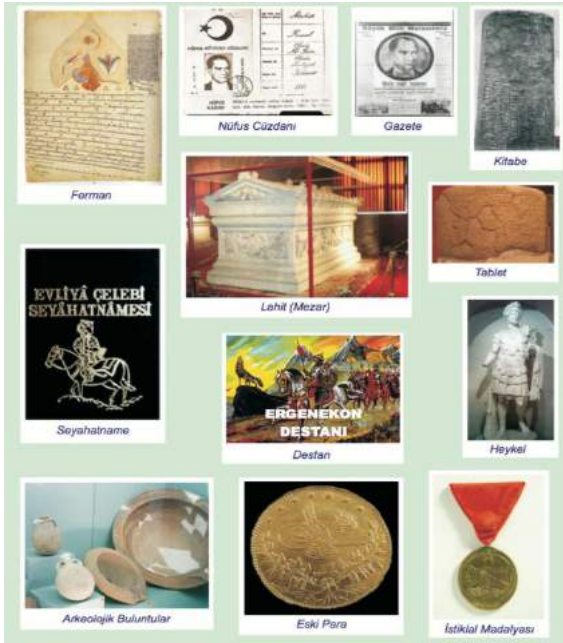 Ferman
Nüfus Cüzdanı
Gazete
Kitabe
Lahit (Mezar)
Tablet
EVLİYÂ ÇELEBİ
SEYÂHATNÂMESİ
Seyahatname
ERGENEKON
DESTANI
Destan
Heykel
Arkeolojik Buluntular
Eski Para
İstiklal Madalyası